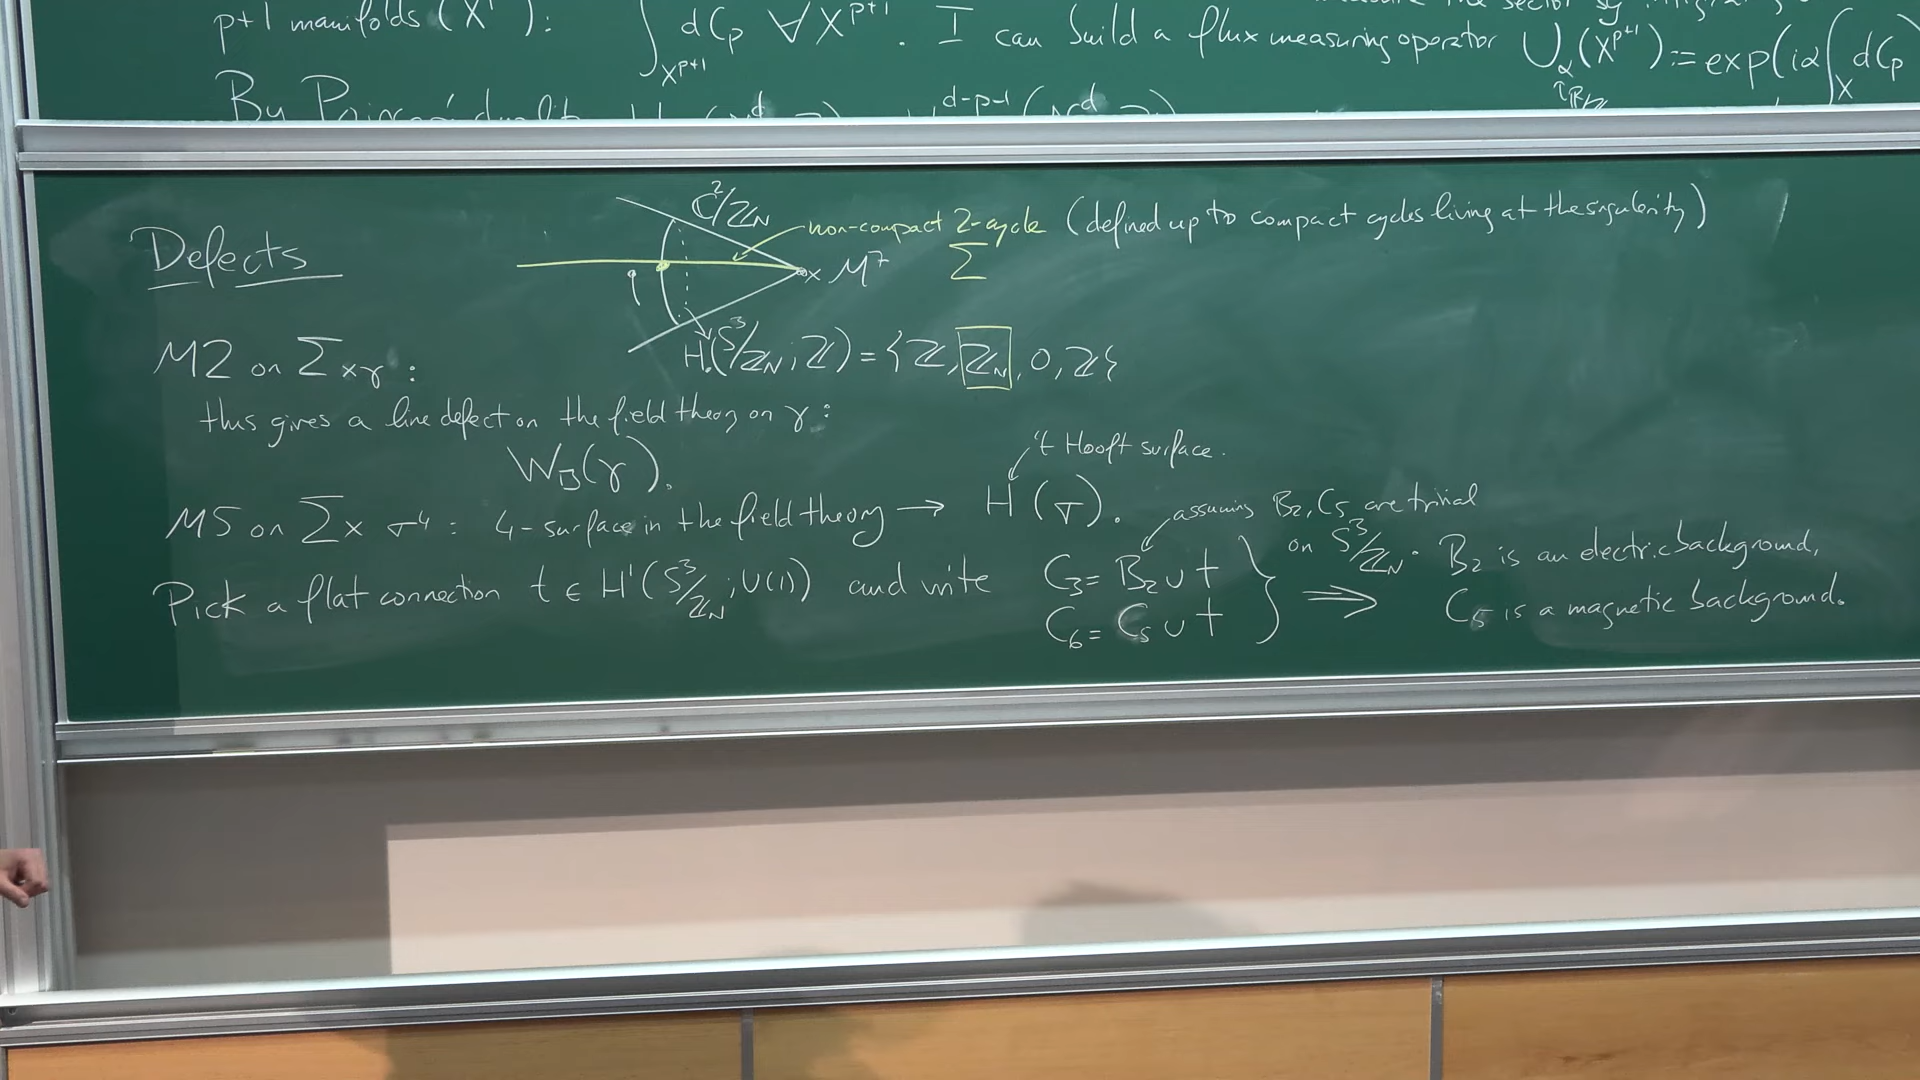 p+1 manifolds (X ): ∫_{X^{p+1}} dC_p ∀ X^{p+1}. I can build a flux measuring operator U_α(X^{p+1}) := exp(iα∫_X dC_p
By Poincaré duality
Defects
ℂ²/ℤ_N
non-compact 2-cycle (defined up to compact cycles living at the singularity)
× M⁷ Σ
M2 on Σ×γ : H.(S³/ℤ_N; ℤ) = {ℤ, ℤ_N, 0, ℤ}
this gives a line defect on the field theory on γ :
W_□(γ).
't Hooft surface.
M5 on Σ× σ⁴ : 4-surface in the field theory → H(σ).
assuming B₂, C₅ are trivial on S³/ℤ_N.
Pick a flat connection t ∈ H¹(S³/ℤ_N; U(1)) and write C₃ = B₂ ∪ t
C₆ = C₅ ∪ t
⟹ B₂ is an electric background,
C₅ is a magnetic background.